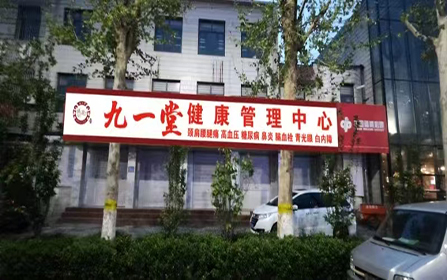 九一堂健康管理中心
颈肩腰腿痛 高血压 糖尿病 鼻炎 脑血栓 青光眼 白内障